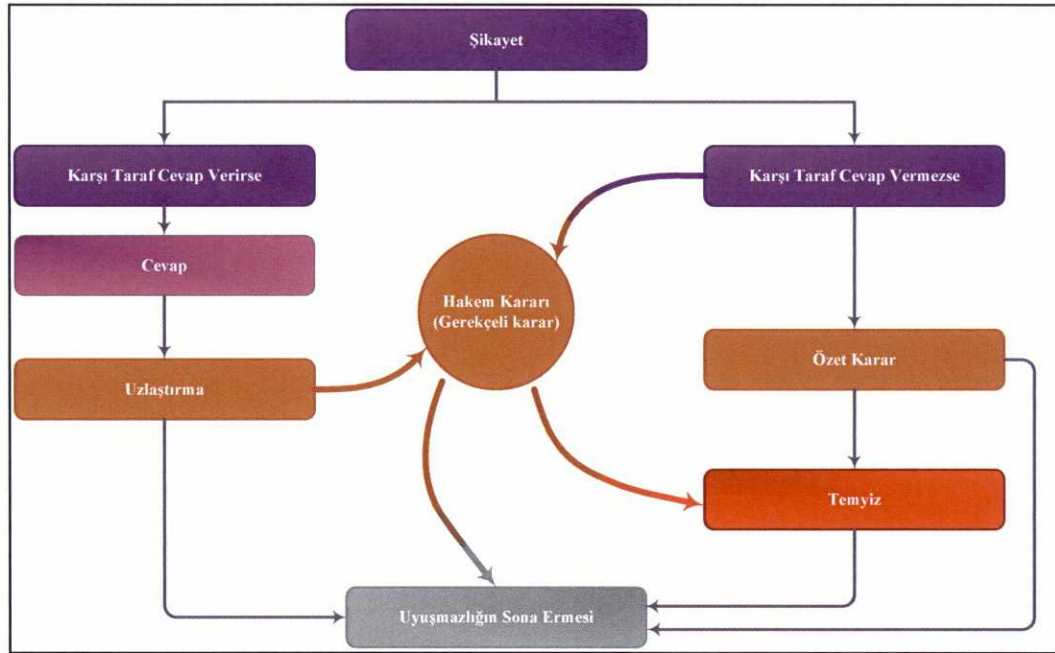 Şikayet
Karşı Taraf Cevap Verirse
Karşı Taraf Cevap Vermezse
Cevap
Hakem Kararı
(Gerekçeli karar)
Uzlaştırma
Özet Karar
Temyiz
Uyuşmazlığın Sona Ermesi